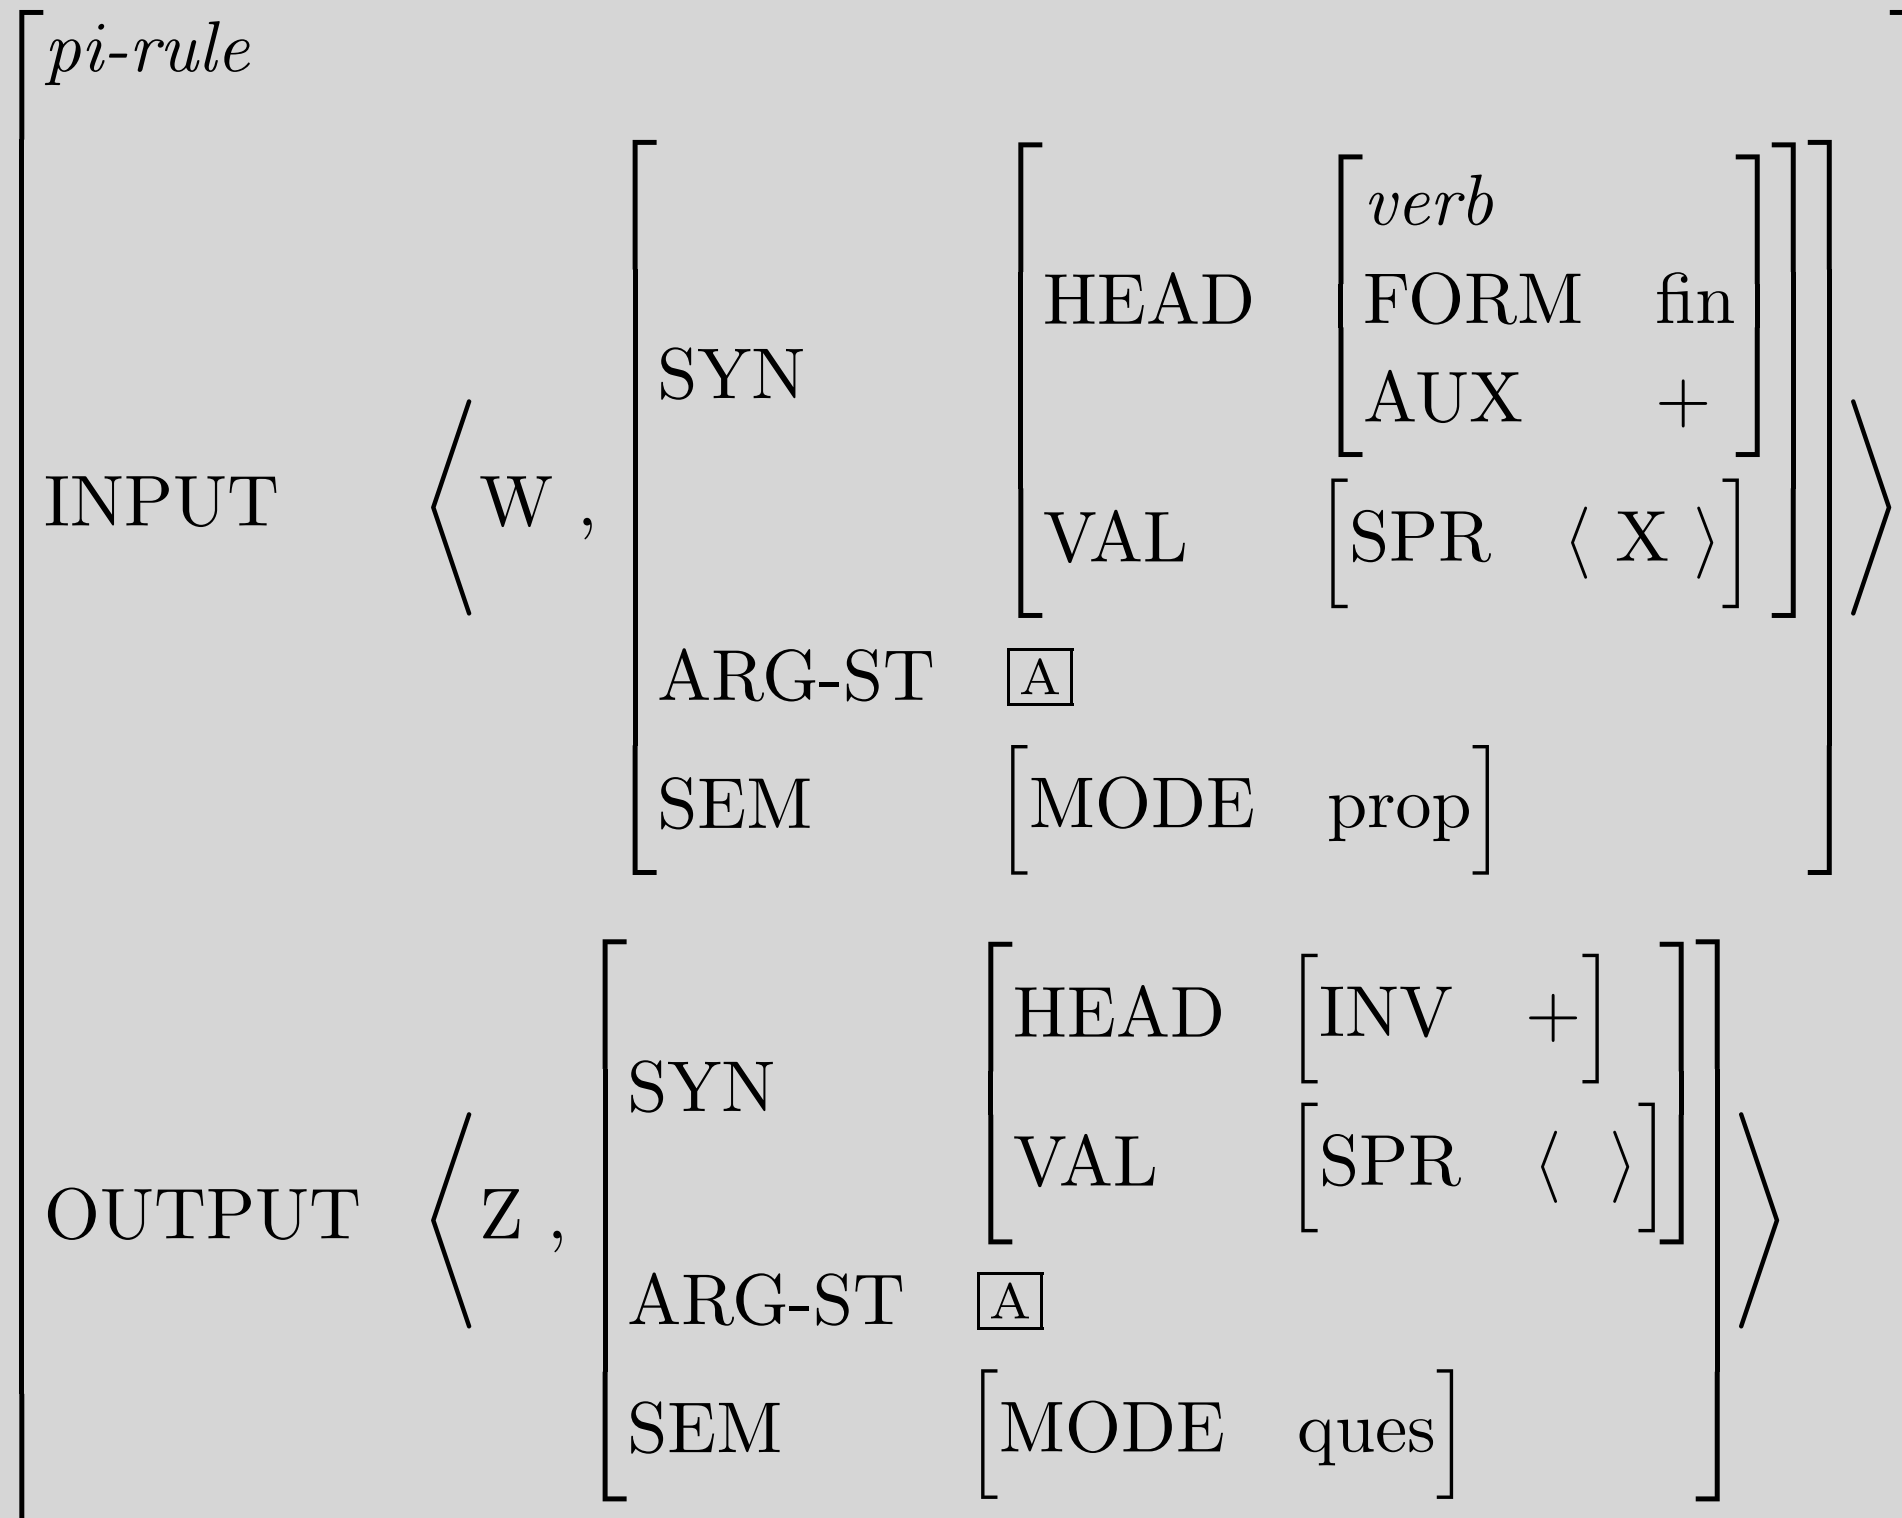 pi-rule
INPUT ⟨ W , [ SYN [ HEAD [ verb
FORM fin
AUX + ]
VAL [ SPR ⟨ X ⟩ ] ]
ARG-ST A
SEM [ MODE prop ] ] ⟩
OUTPUT ⟨ Z , [ SYN [ HEAD [ INV + ]
VAL [ SPR ⟨ ⟩ ] ]
ARG-ST A
SEM [ MODE ques ] ] ⟩